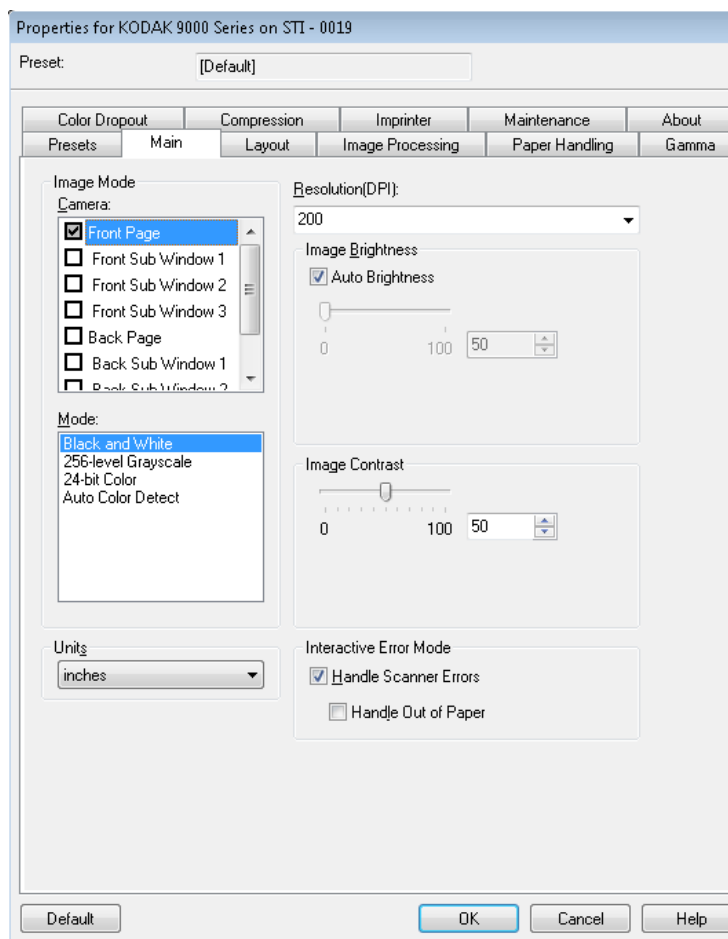 Properties for KODAK 9000 Series on STI - 0019
Preset: [Default]
Color Dropout Compression Imprinter Maintenance About
Presets Main Layout Image Processing Paper Handling Gamma
Image Mode
Camera:
Front Page
Front Sub Window 1
Front Sub Window 2
Front Sub Window 3
Back Page
Back Sub Window 1
Back Sub Window 2
Mode:
Black and White
256-level Grayscale
24-bit Color
Auto Color Detect
Units
inches
Resolution(DPI):
200
Image Brightness
Auto Brightness
0 100 50
Image Contrast
0 100 50
Interactive Error Mode
Handle Scanner Errors
Handle Out of Paper
Default OK Cancel Help